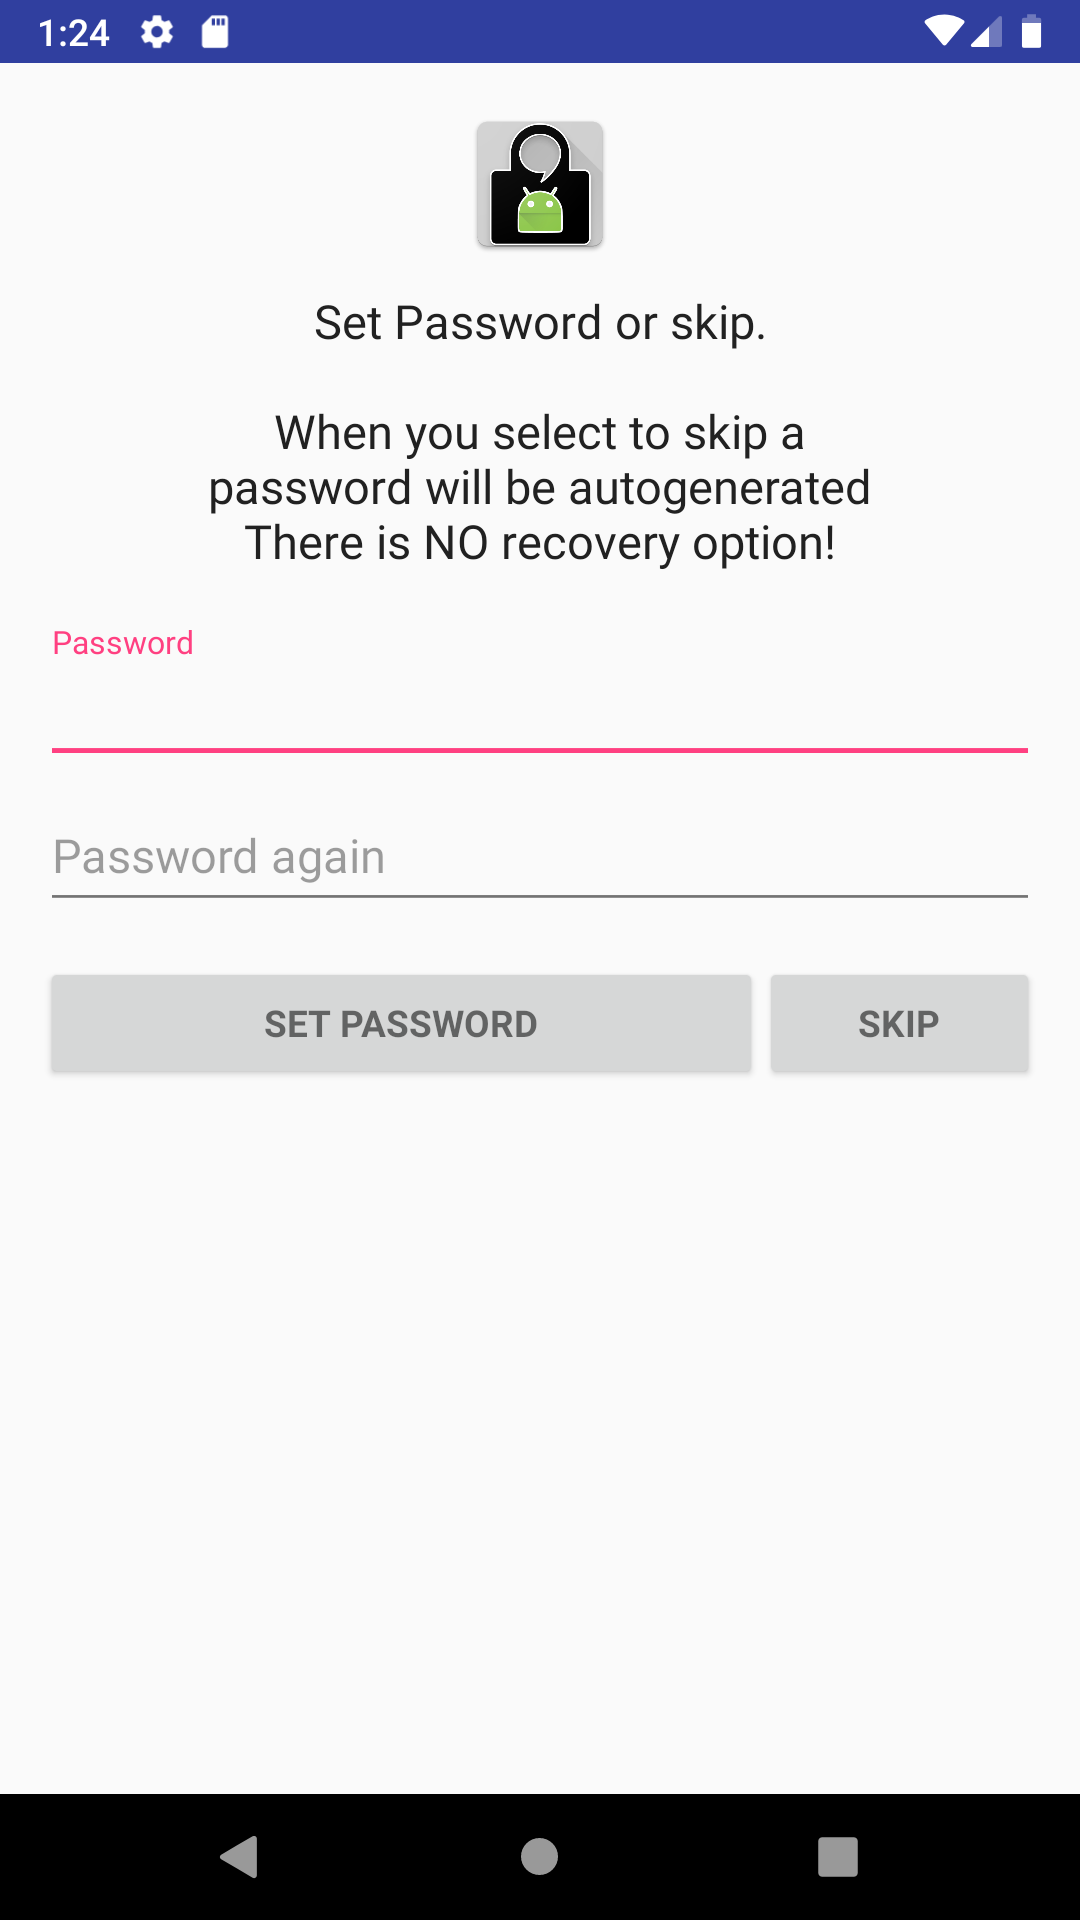 1:24
Set Password or skip.
When you select to skip a
password will be autogenerated
There is NO recovery option!
Password
Password again
SET PASSWORD
SKIP